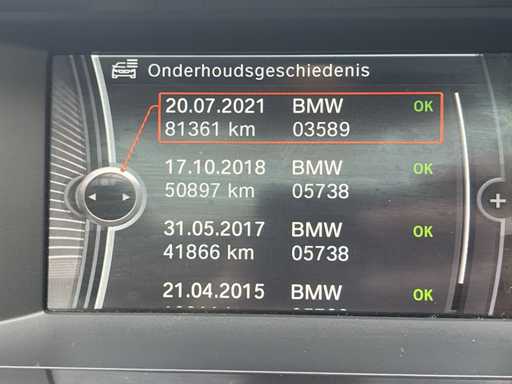 Onderhoudsgeschiedenis
20.07.2021 BMW OK
81361 km 03589
17.10.2018 BMW OK
50897 km 05738
31.05.2017 BMW OK
41866 km 05738
21.04.2015 BMW OK